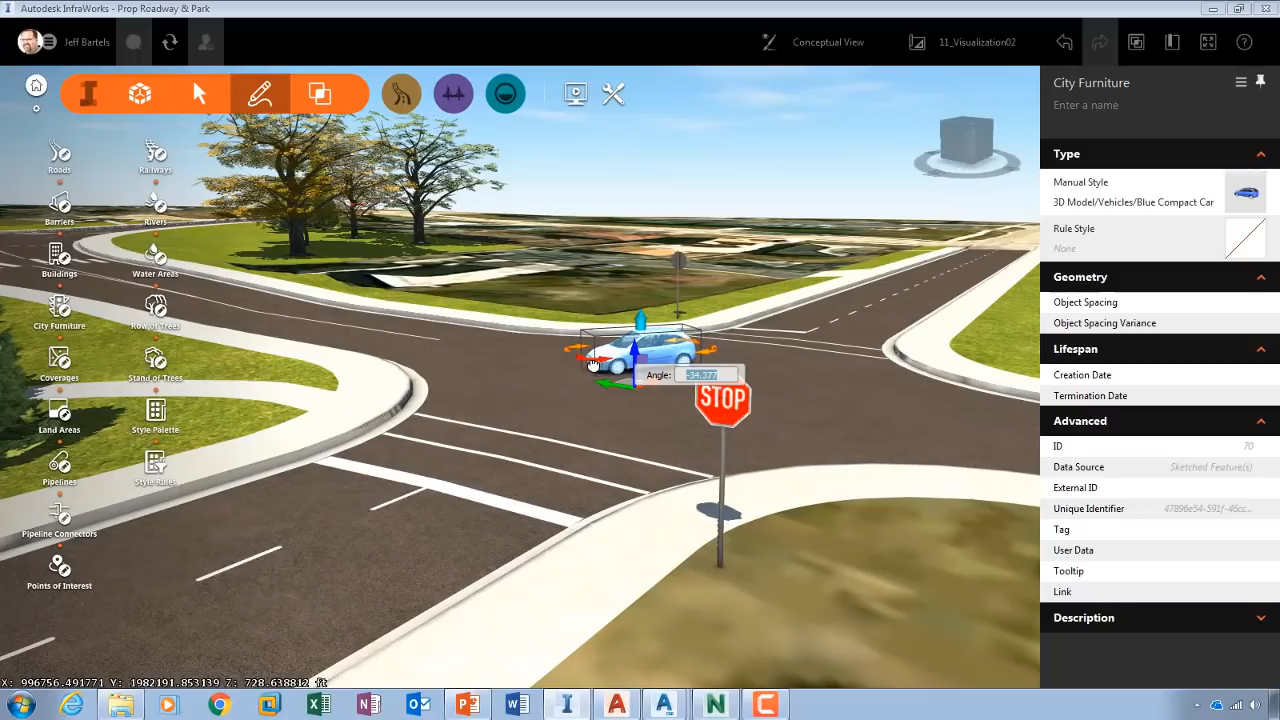 Autodesk InfraWorks - Prop Roadway & Park
Jeff Bartels
Conceptual View
11_Visualization02
Roads
Railways
Barriers
Rivers
Buildings
Water Areas
City Furniture
Row of Trees
Coverages
Stand of Trees
Land Areas
Style Palette
Pipelines
Style Rules
Pipeline Connectors
Points of Interest
Angle: -34.377
STOP
City Furniture
Enter a name
Type
Manual Style
3D Model/Vehicles/Blue Compact Car
Rule Style
None
Geometry
Object Spacing
Object Spacing Variance
Lifespan
Creation Date
Termination Date
Advanced
ID 70
Data Source Sketched Feature(s)
External ID
Unique Identifier 47896e54-591f-46cc...
Tag
User Data
Tooltip
Link
Description
X: 996756.491771 Y: 1982191.853139 Z: 728.638812 ft